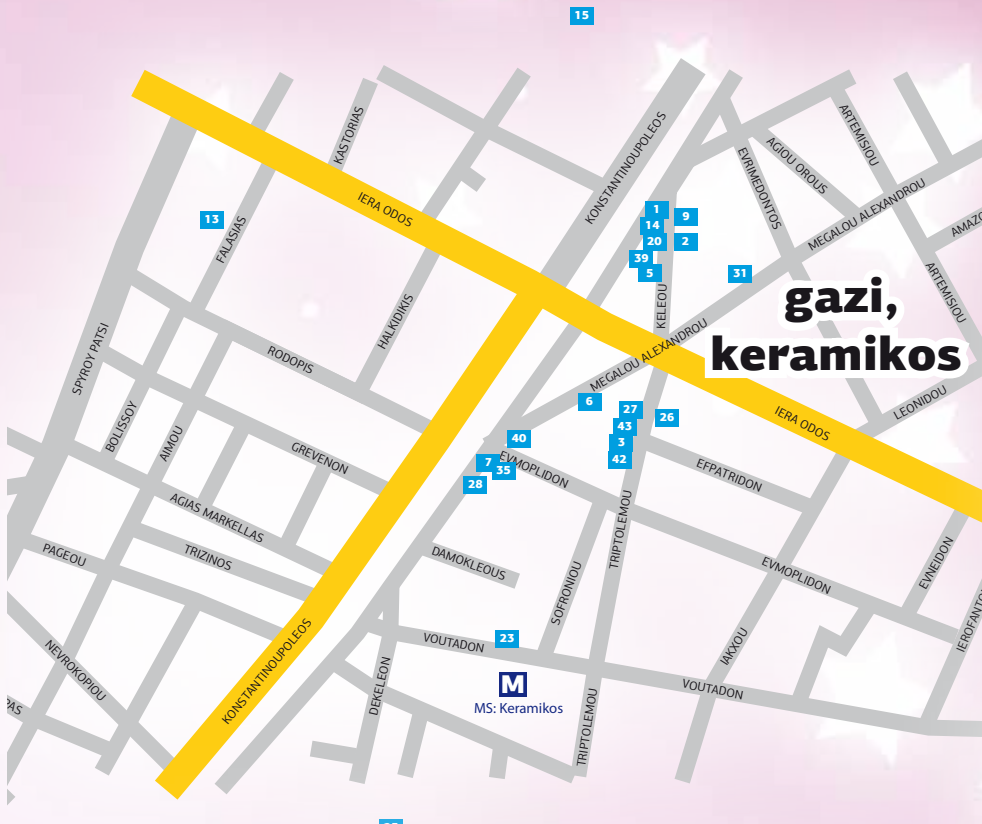 15
KASTORIAS
IERA ODOS
KONSTANTINOUPOLEOS
EVRIMEDONTOS
AGIOU OROUS
ARTEMISIOU
MEGALOU ALEXANDROU
13
FALASIAS
1
9
14
20
2
39
5
31
KELEOU
ARTEMISIOU
gazi,
keramikos
SPYROY PATSI
HALKIDIKIS
RODOPIS
MEGALOU ALEXANDROU
BOLISSOY
AIMOU
GREVENON
6
27
26
43
3
42
40
7
35
28
EVMOPLIDON
IERA ODOS
LEONIDOU
EFPATRIDON
AGIAS MARKELLAS
TRIZINOS
PAGEOU
DAMOKLEOUS
SOFRONIOU
TRIPTOLEMOU
EVMOPLIDON
EVNEIDON
NEVROKOPIOU
KONSTANTINOUPOLEOS
VOUTADON
23
IAKXOU
DEKELEON
M
MS: Keramikos
TRIPTOLEMOU
VOUTADON